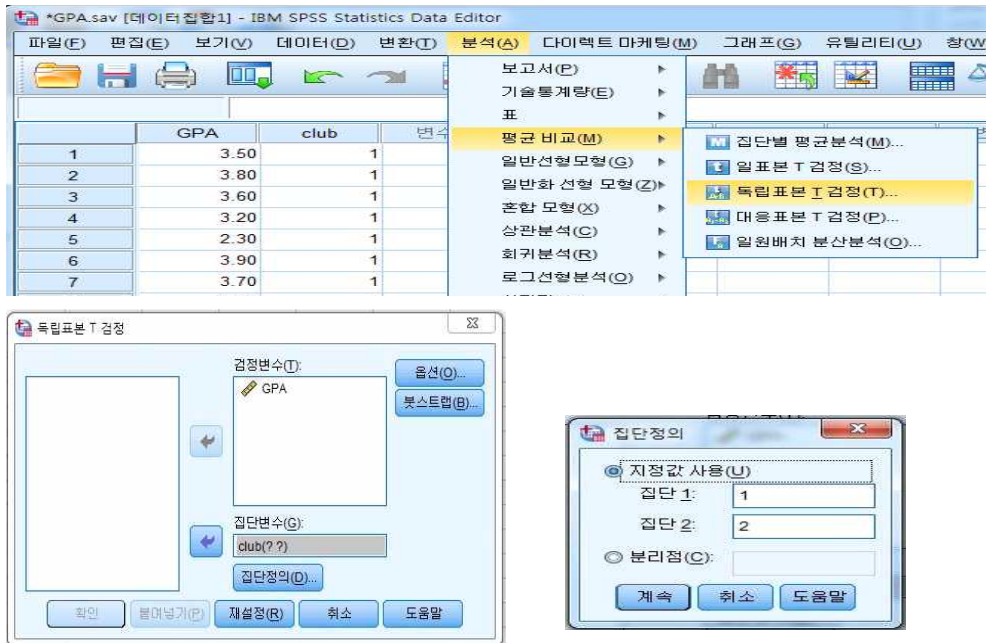 *GPA.sav [데이터집합1] - IBM SPSS Statistics Data Editor
파일(F) 편집(E) 보기(V) 데이터(D) 변환(T) 분석(A) 다이렉트 마케팅(M) 그래프(G) 유틸리티(U) 창(W
보고서(P)
기술통계량(E)
표
평균 비교(M)
일반선형모형(G)
일반화 선형 모형(Z)
혼합 모형(X)
상관분석(C)
회귀분석(R)
로그선형분석(O)
집단별 평균분석(M)...
일표본 T 검정(S)...
독립표본 T 검정(T)...
대응표본 T 검정(P)...
일원배치 분산분석(O)...
GPA club 변수
1 3.50 1
2 3.80 1
3 3.60 1
4 3.20 1
5 2.30 1
6 3.90 1
7 3.70 1
독립표본 T 검정
검정변수(T):
GPA
옵션(O)...
붓스트랩(B)...
집단변수(G):
club(? ?)
집단정의(D)...
확인 붙여넣기(P) 재설정(R) 취소 도움말
집단정의
지정값 사용(U)
집단 1: 1
집단 2: 2
분리점(C):
계속 취소 도움말